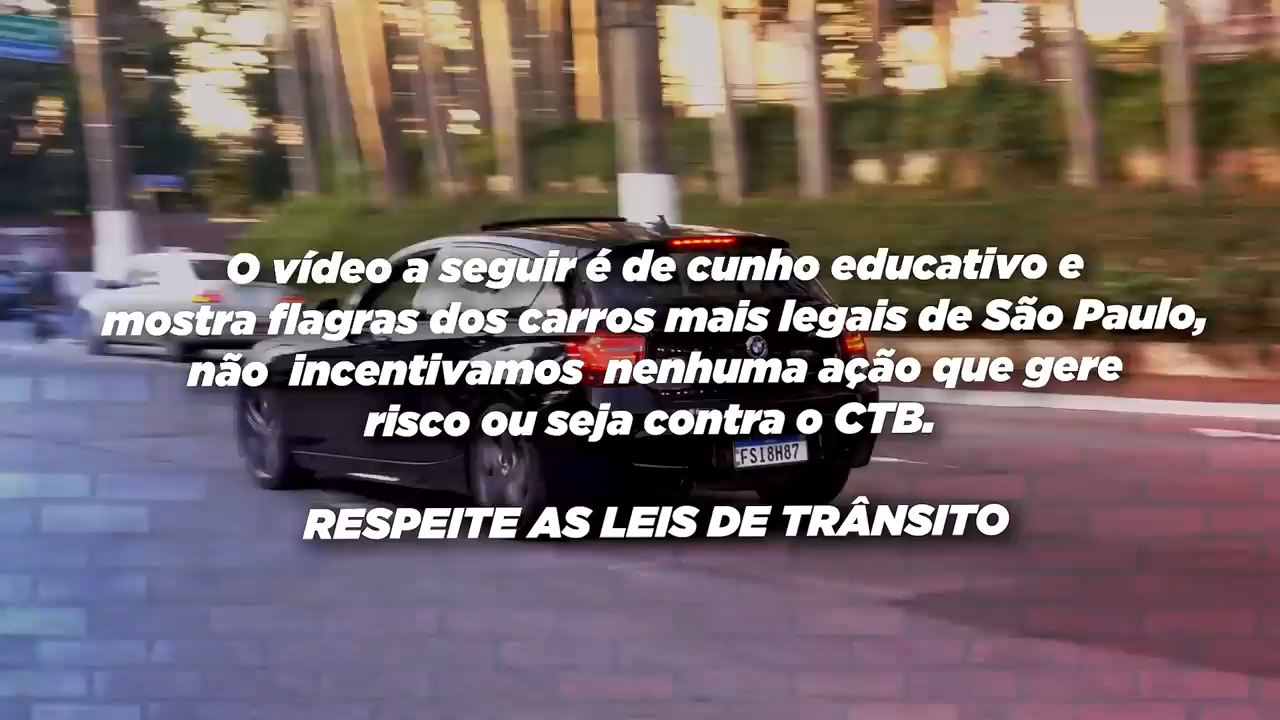 O vídeo a seguir é de cunho educativo e
mostra flagras dos carros mais legais de São Paulo,
não incentivamos nenhuma ação que gere
risco ou seja contra o CTB.
FSI8H87
RESPEITE AS LEIS DE TRÂNSITO